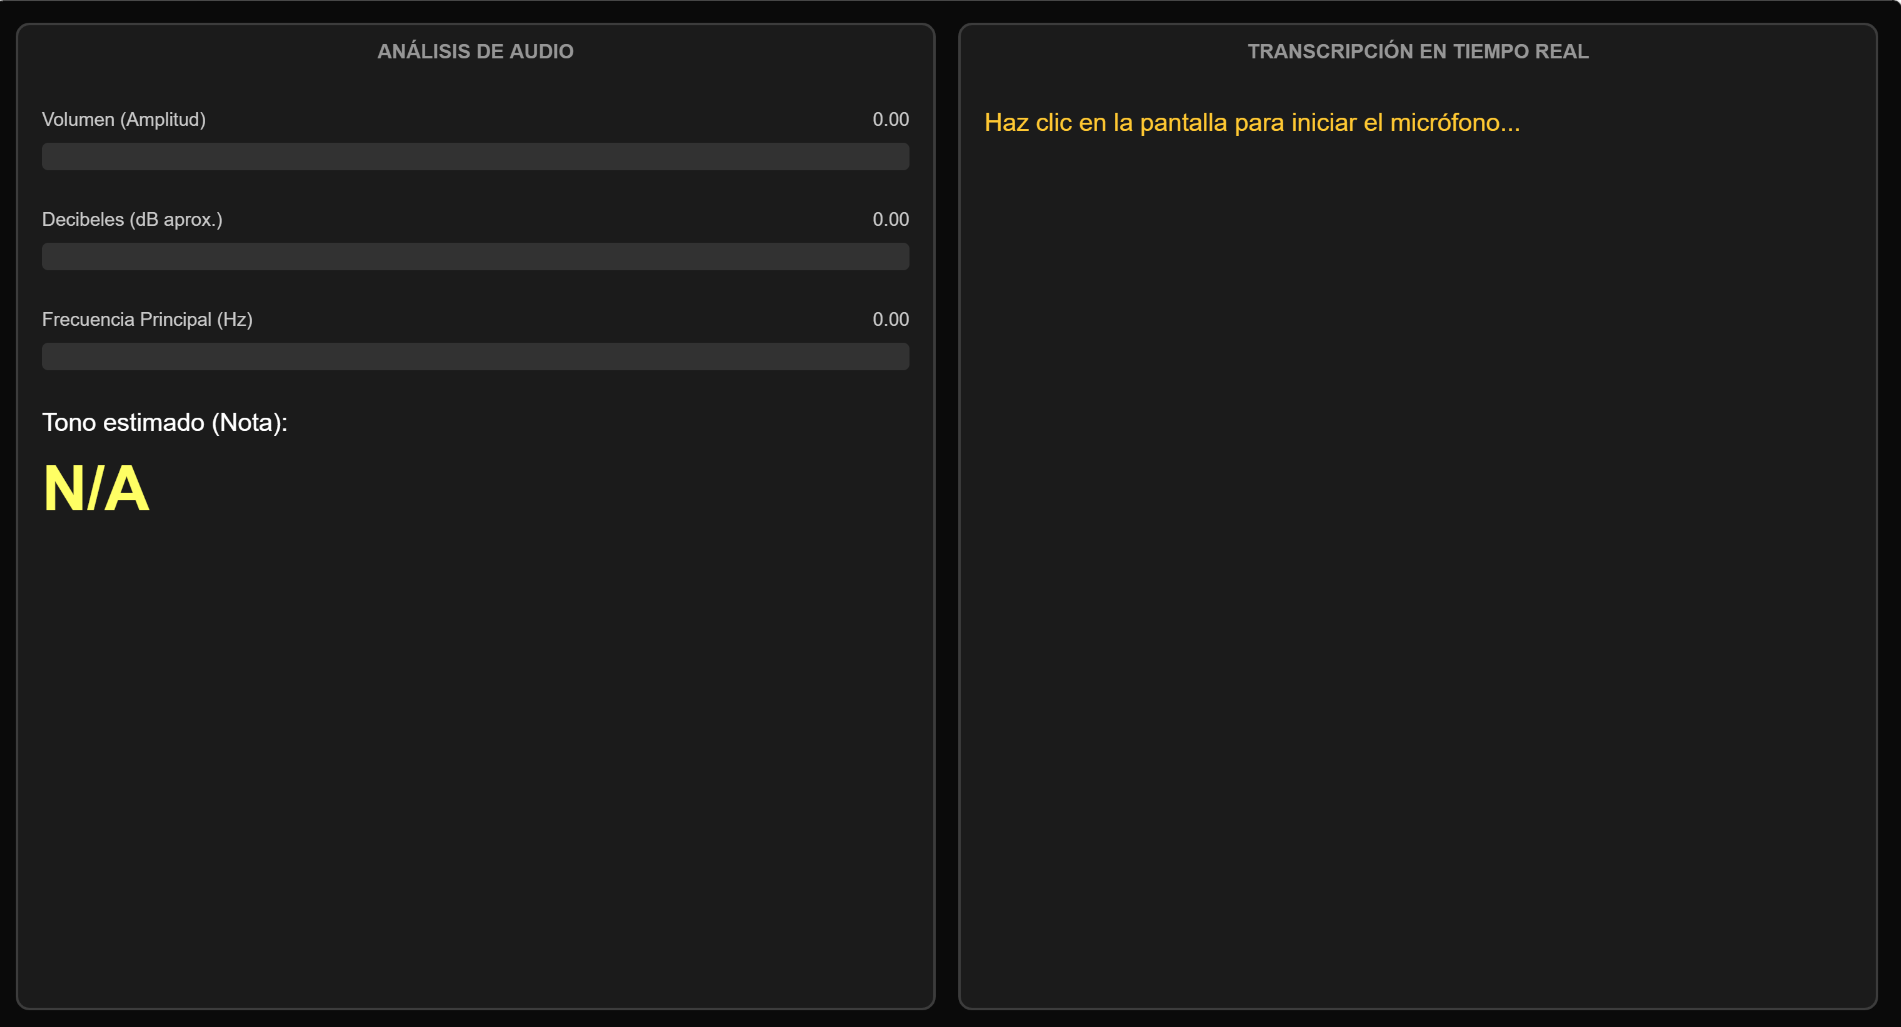 ANÁLISIS DE AUDIO
Volumen (Amplitud) 0.00
Decibeles (dB aprox.) 0.00
Frecuencia Principal (Hz) 0.00
Tono estimado (Nota):
N/A
TRANSCRIPCIÓN EN TIEMPO REAL
Haz clic en la pantalla para iniciar el micrófono...